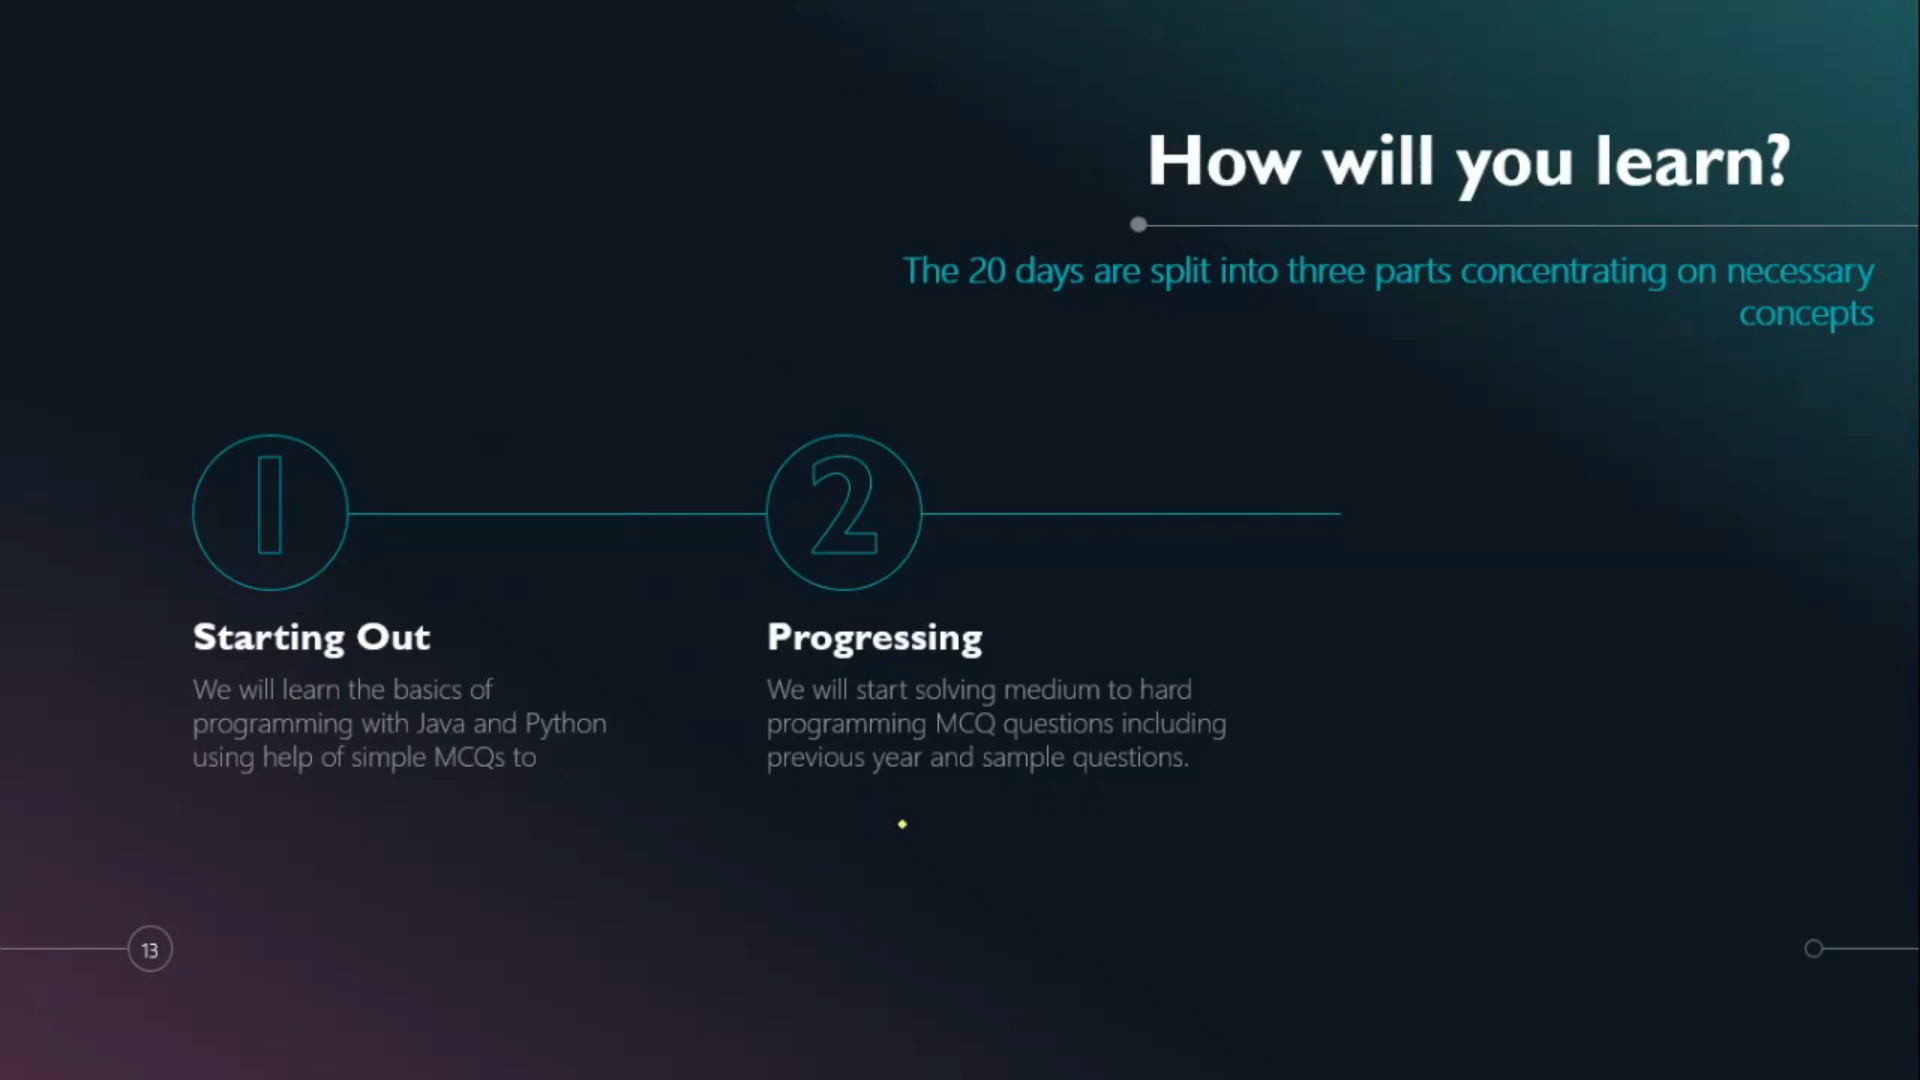 How will you learn?
The 20 days are split into three parts concentrating on necessary
concepts
1
2
Starting Out
We will learn the basics of
programming with Java and Python
using help of simple MCQs to
Progressing
We will start solving medium to hard
programming MCQ questions including
previous year and sample questions.
13